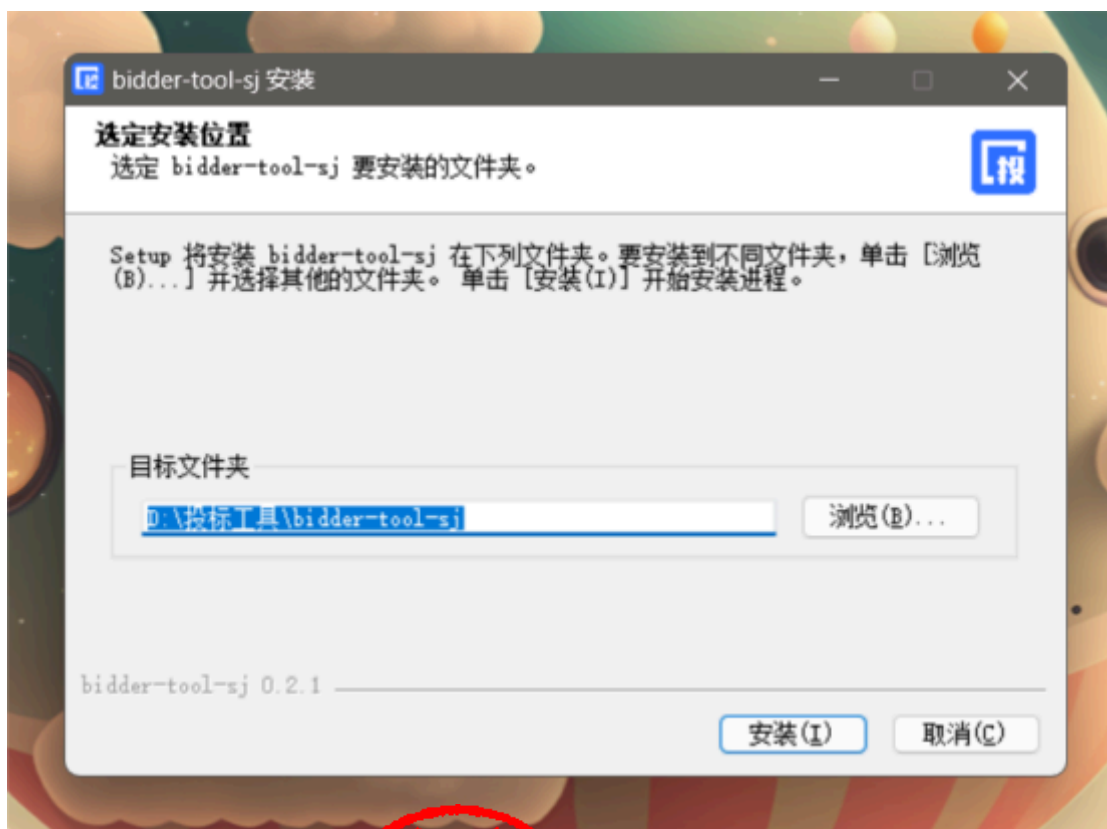 投 bidder-tool-sj 安装
选定安装位置
选定 bidder-tool-sj 要安装的文件夹。
投
Setup 将安装 bidder-tool-sj 在下列文件夹。要安装到不同文件夹，单击 [浏览
(B)...] 并选择其他的文件夹。 单击 [安装(I)] 开始安装进程。
目标文件夹
D:\投标工具\bidder-tool-sj
浏览(B)...
bidder-tool-sj 0.2.1
安装(I) 取消(C)